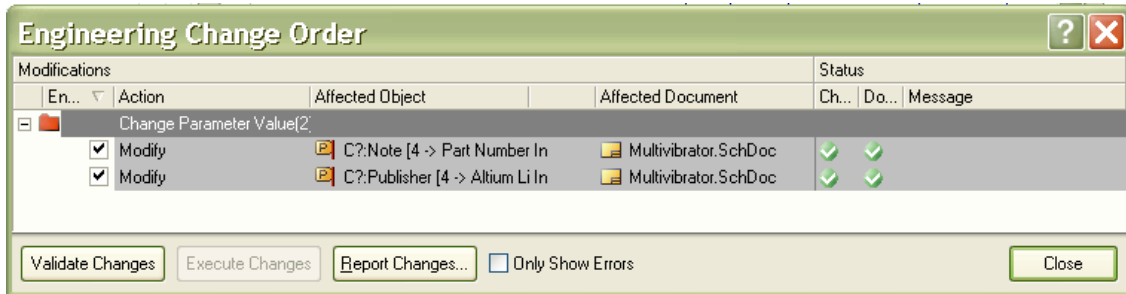 Engineering Change Order
Modifications Status
En... Action Affected Object Affected Document Ch... Do... Message
Change Parameter Value(2)
Modify C?:Note [4 -> Part Number In Multivibrator.SchDoc
Modify C?:Publisher [4 -> Altium Li In Multivibrator.SchDoc
Validate Changes Execute Changes Report Changes... Only Show Errors Close